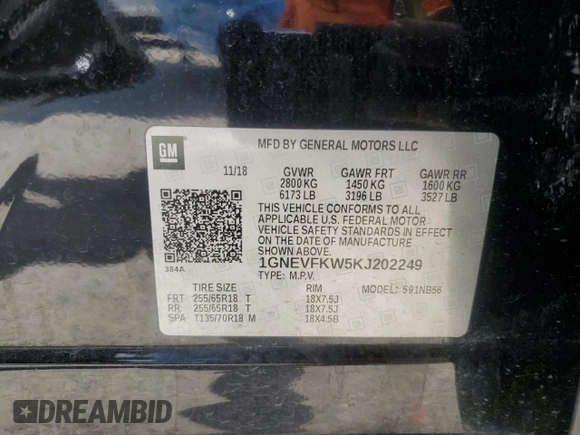 GM
MFD BY GENERAL MOTORS LLC
11/18 GVWR GAWR FRT GAWR RR
2800 KG 1450 KG 1600 KG
6173 LB 3196 LB 3527 LB
THIS VEHICLE CONFORMS TO ALL
APPLICABLE U.S. FEDERAL MOTOR
VEHICLE SAFETY STANDARDS IN
EFFECT ON THE DATE OF MANUFACTURE
SHOWN ABOVE.
384A 1GNEVFKW5KJ202249
TYPE: M.P.V. MODEL: S91NB56
TIRE SIZE RIM
FRT 255/65R18 T 18X7.5J
RR 255/65R18 T 18X7.5J
SPA T135/70R18 M 18X4.5B
DREAMBID